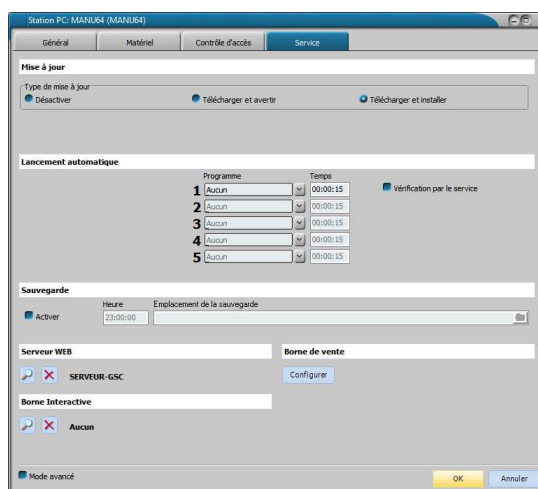 Station PC: MANU64 (MANU64)
Général Matériel Contrôle d'accès Service
Mise à jour
Type de mise à jour
Désactiver Télécharger et avertir Télécharger et installer
Lancement automatique
Programme Temps
1 Aucun 00:00:15 Vérification par le service
2 Aucun 00:00:15
3 Aucun 00:00:15
4 Aucun 00:00:15
5 Aucun 00:00:15
Sauvegarde
Heure Emplacement de la sauvegarde
Activer 23:00:00
Serveur WEB Borne de vente
SERVEUR-GSC Configurer
Borne Interactive
Aucun
Mode avancé OK Annuler